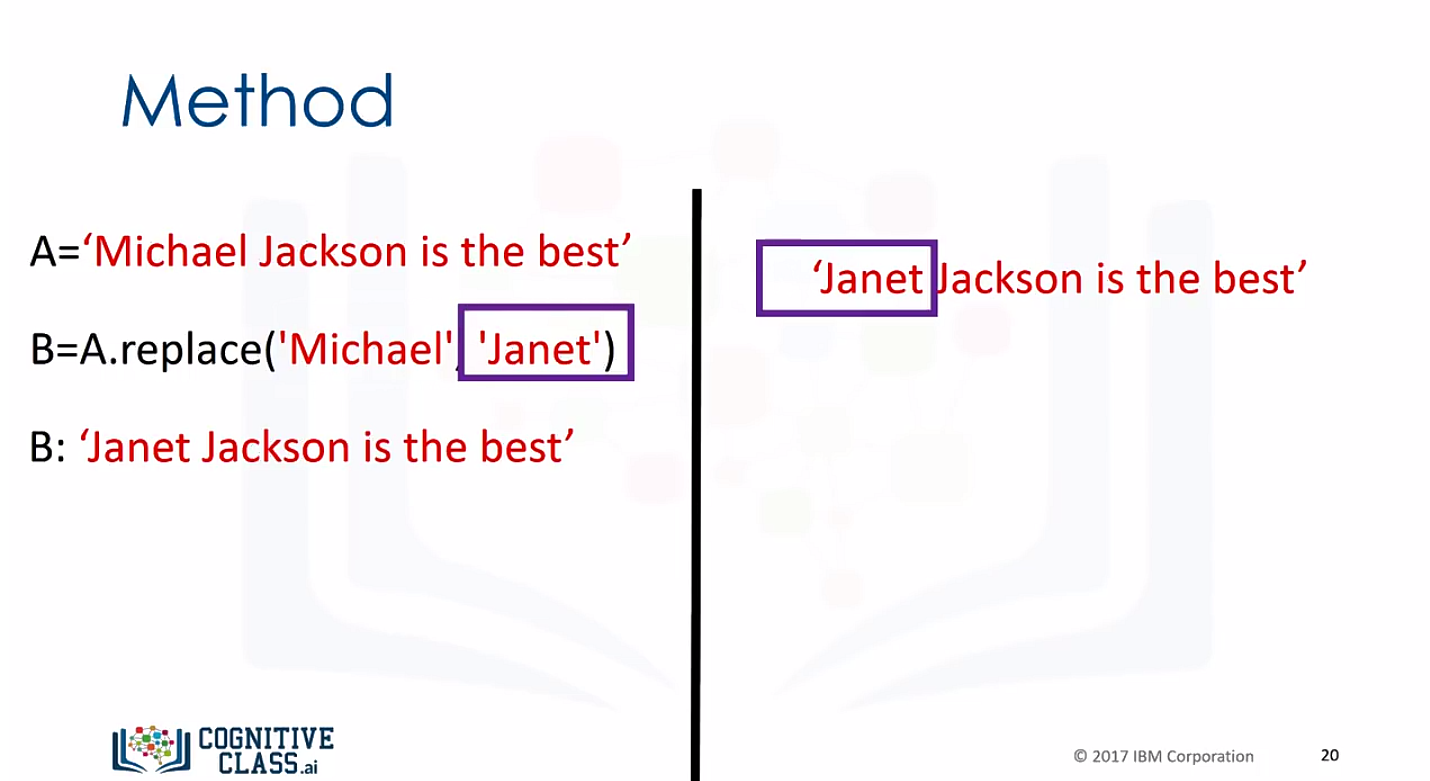 Method
A=‘Michael Jackson is the best’
B=A.replace('Michael', 'Janet')
B: ‘Janet Jackson is the best’
‘Janet Jackson is the best’
COGNITIVE
CLASS.ai
© 2017 IBM Corporation
20